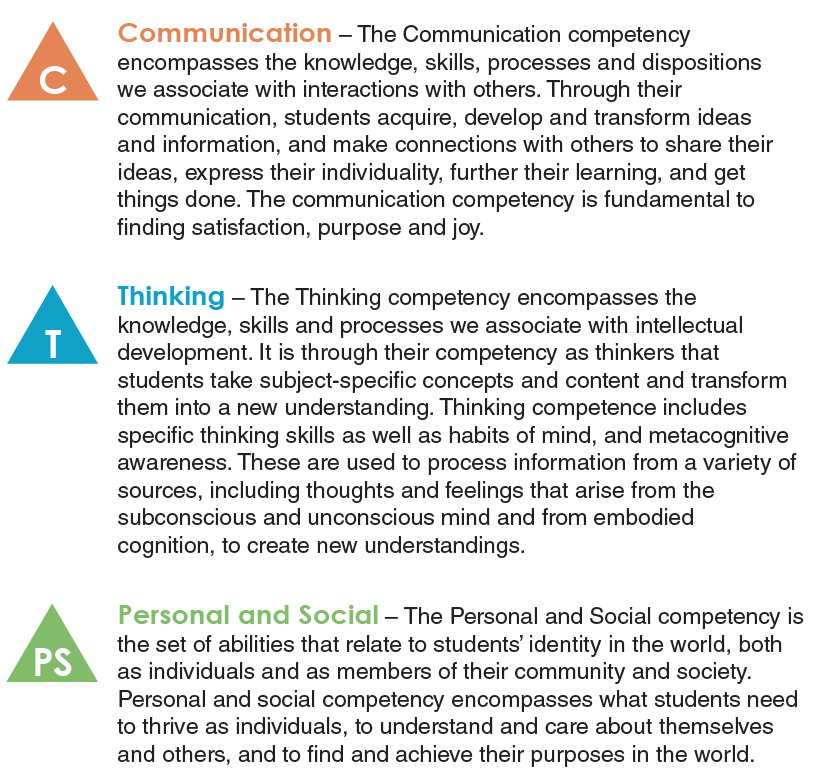 C
Communication – The Communication competency
encompasses the knowledge, skills, processes and dispositions
we associate with interactions with others. Through their
communication, students acquire, develop and transform ideas
and information, and make connections with others to share their
ideas, express their individuality, further their learning, and get
things done. The communication competency is fundamental to
finding satisfaction, purpose and joy.
T
Thinking – The Thinking competency encompasses the
knowledge, skills and processes we associate with intellectual
development. It is through their competency as thinkers that
students take subject-specific concepts and content and transform
them into a new understanding. Thinking competence includes
specific thinking skills as well as habits of mind, and metacognitive
awareness. These are used to process information from a variety of
sources, including thoughts and feelings that arise from the
subconscious and unconscious mind and from embodied
cognition, to create new understandings.
PS
Personal and Social – The Personal and Social competency is
the set of abilities that relate to students’ identity in the world, both
as individuals and as members of their community and society.
Personal and social competency encompasses what students need
to thrive as individuals, to understand and care about themselves
and others, and to find and achieve their purposes in the world.